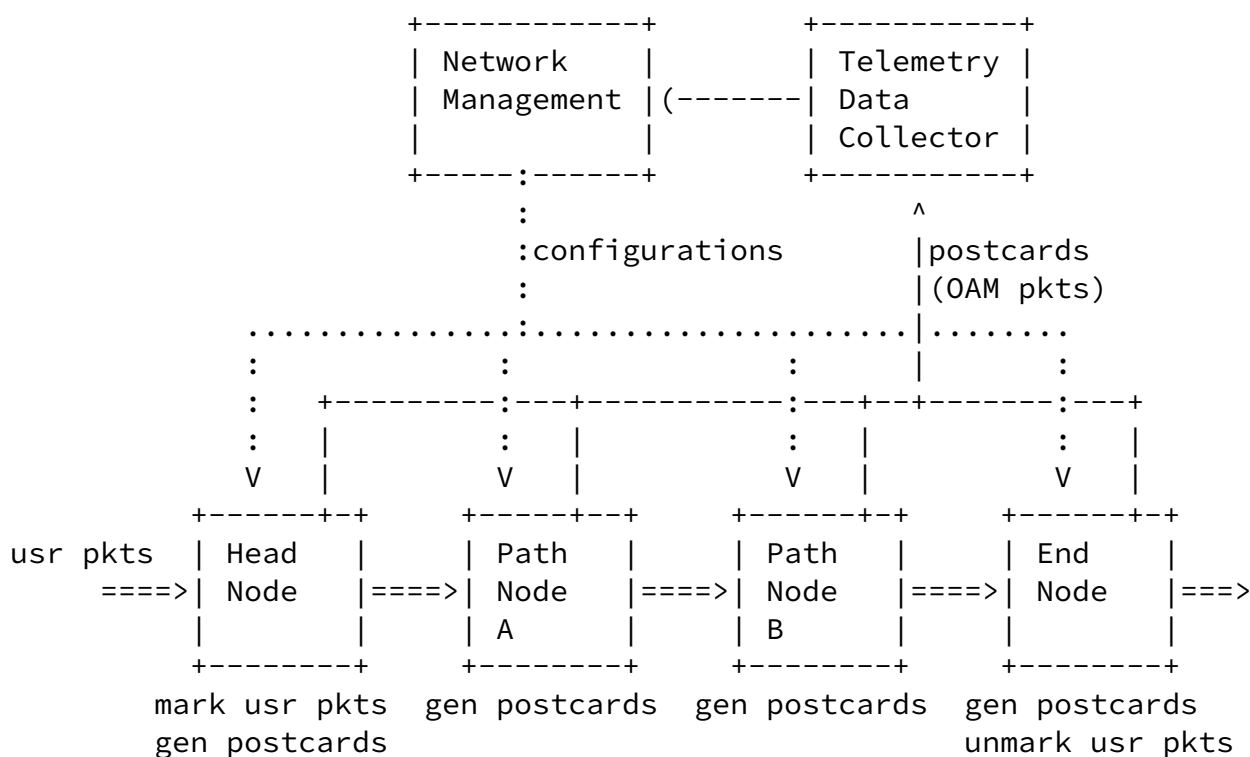 Network Management
Telemetry Data Collector
configurations
postcards
(OAM pkts)
usr pkts
Head Node
Path Node A
Path Node B
End Node
mark usr pkts
gen postcards
gen postcards
gen postcards
gen postcards
unmark usr pkts